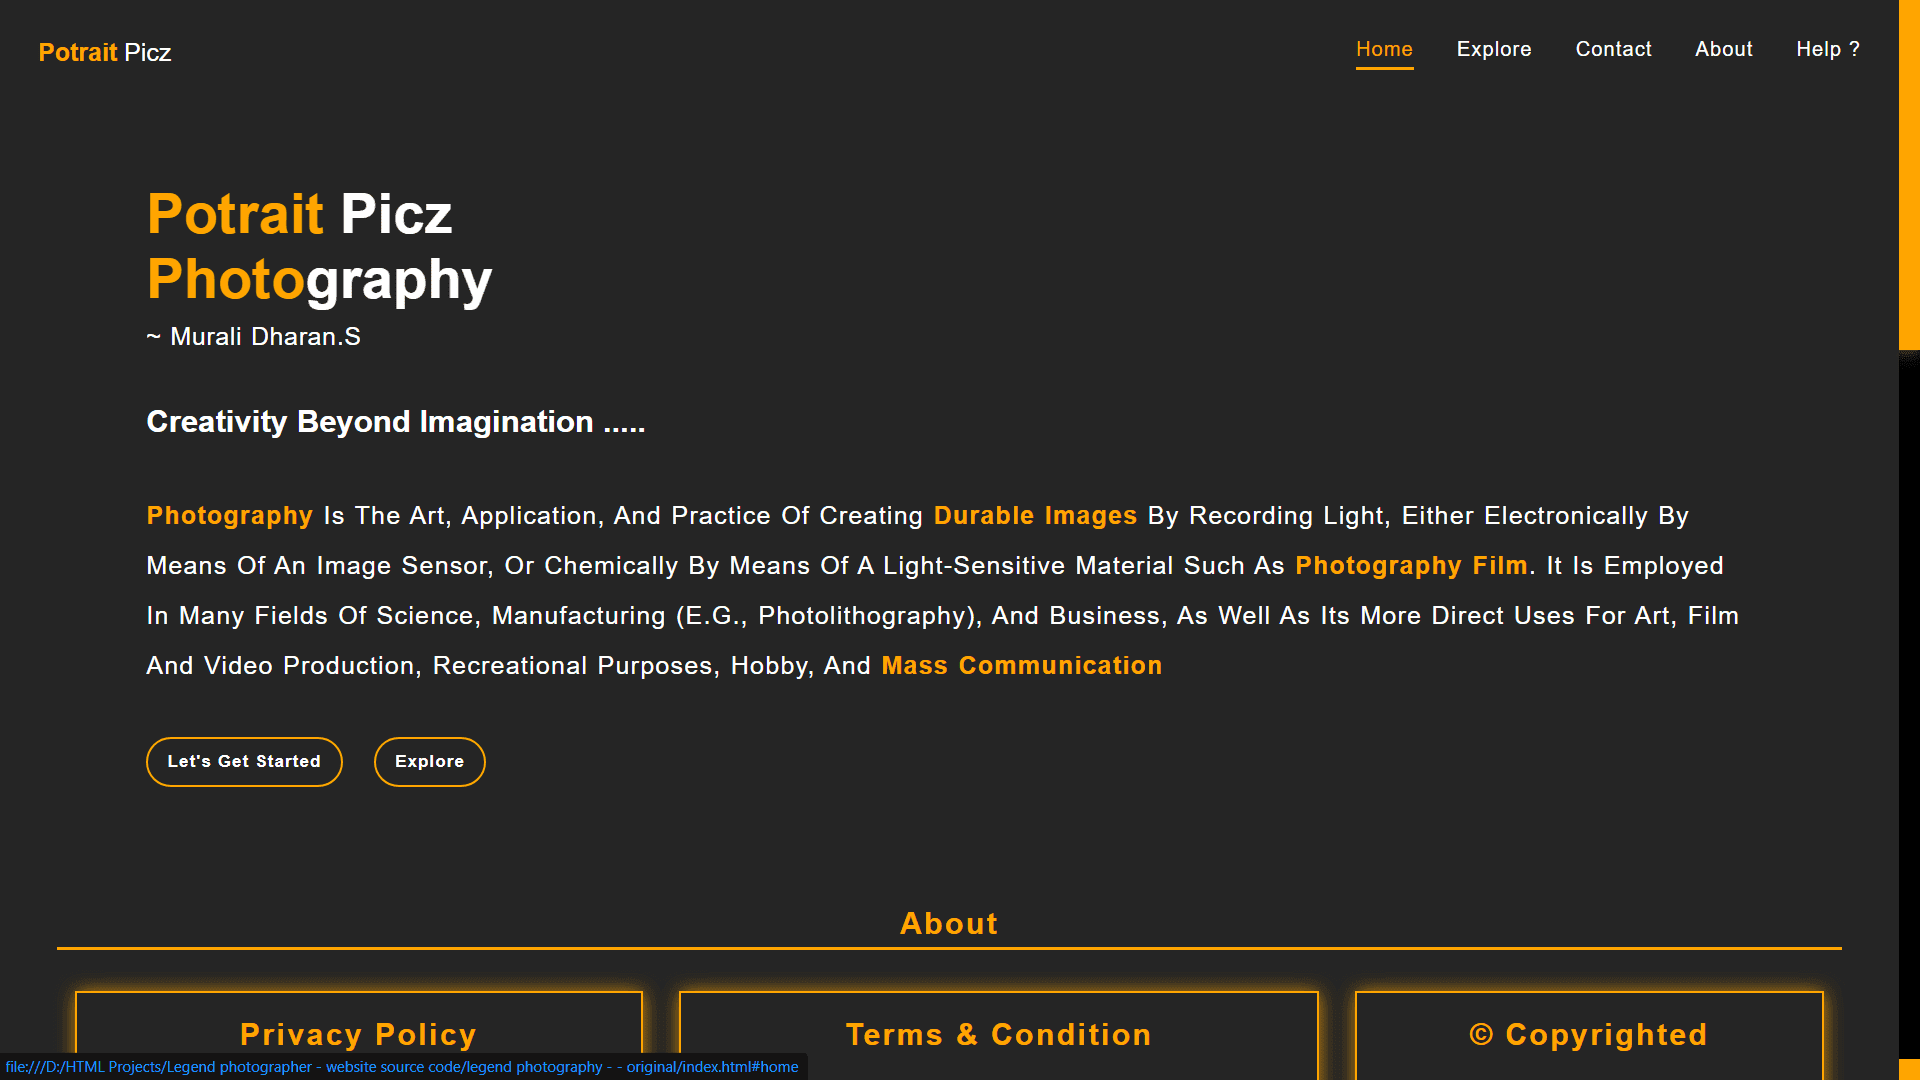 Potrait Picz
Home Explore Contact About Help ?
Potrait Picz
Photography
~ Murali Dharan.S
Creativity Beyond Imagination .....
Photography Is The Art, Application, And Practice Of Creating Durable Images By Recording Light, Either Electronically By
Means Of An Image Sensor, Or Chemically By Means Of A Light-Sensitive Material Such As Photography Film. It Is Employed
In Many Fields Of Science, Manufacturing (E.G., Photolithography), And Business, As Well As Its More Direct Uses For Art, Film
And Video Production, Recreational Purposes, Hobby, And Mass Communication
Let's Get Started Explore
About
Privacy Policy Terms & Condition © Copyrighted
file:///D:/HTML Projects/Legend photographer - website source code/legend photography - - original/index.html#home